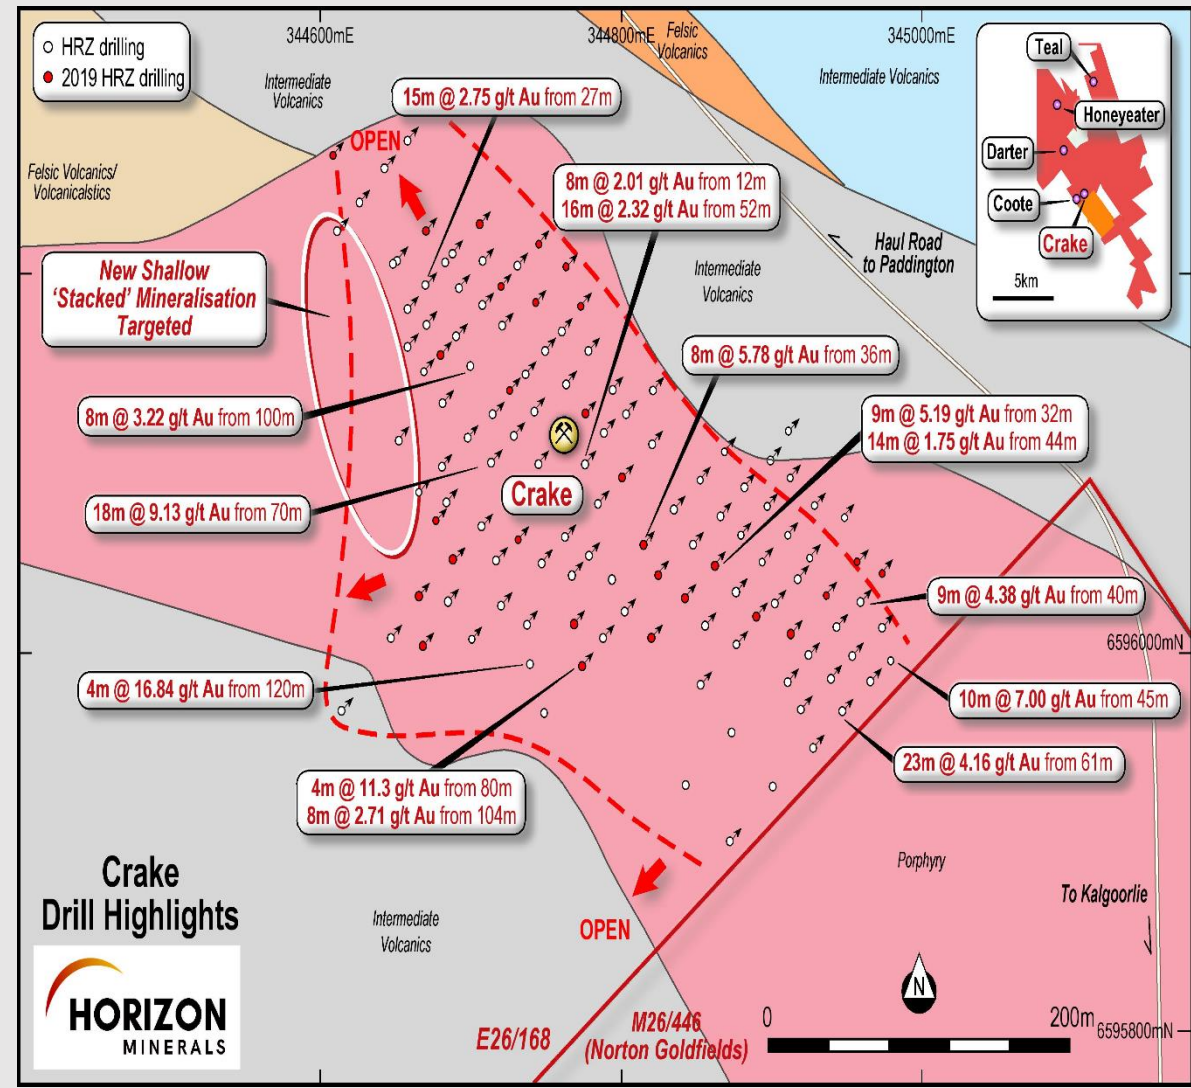 HRZ drilling
2019 HRZ drilling
344600mE
344800mE
345000mE
Felsic
Volcanics
Intermediate
Volcanics
Intermediate Volcanics
Teal
Honeyeater
Darter
Coote
Crake
5km
15m @ 2.75 g/t Au from 27m
OPEN
Felsic Volcanics/
Volcanicalstics
8m @ 2.01 g/t Au from 12m
16m @ 2.32 g/t Au from 52m
Haul Road
to Paddington
Intermediate
Volcanics
New Shallow
‘Stacked’ Mineralisation
Targeted
8m @ 5.78 g/t Au from 36m
8m @ 3.22 g/t Au from 100m
9m @ 5.19 g/t Au from 32m
14m @ 1.75 g/t Au from 44m
Crake
18m @ 9.13 g/t Au from 70m
9m @ 4.38 g/t Au from 40m
6596000mN
4m @ 16.84 g/t Au from 120m
10m @ 7.00 g/t Au from 45m
23m @ 4.16 g/t Au from 61m
4m @ 11.3 g/t Au from 80m
8m @ 2.71 g/t Au from 104m
Crake
Drill Highlights
Porphyry
To Kalgoorlie
Intermediate
Volcanics
OPEN
HORIZON
MINERALS
E26/168
M26/446
(Norton Goldfields)
N
0
200m
6595800mN